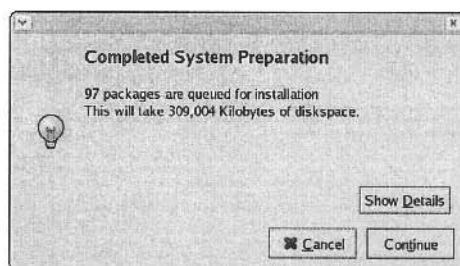 Completed System Preparation
97 packages are queued for installation
This will take 309,004 Kilobytes of diskspace.
Show Details
Cancel
Continue